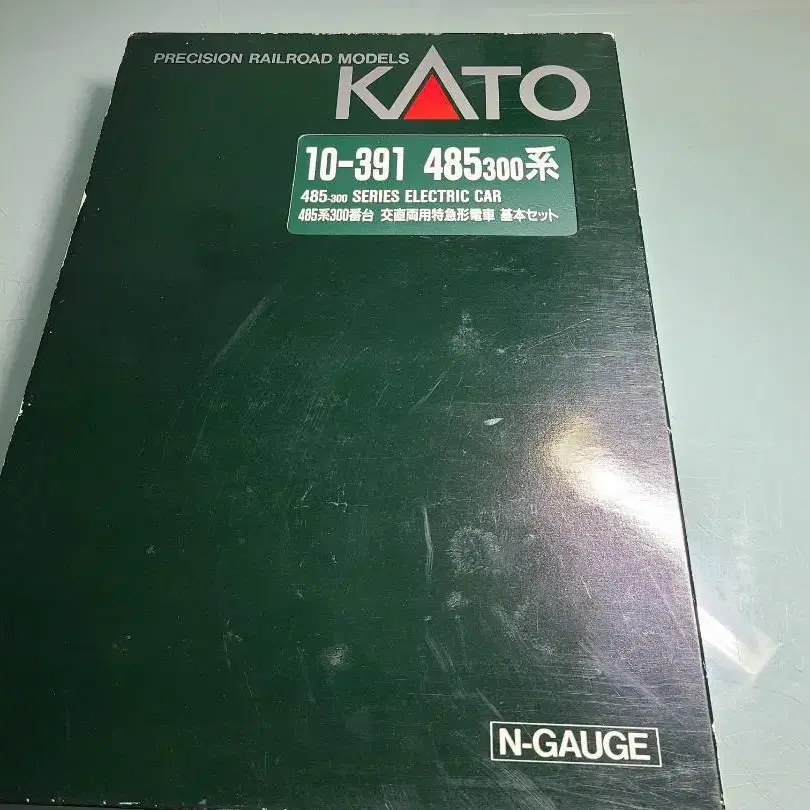 PRECISION RAILROAD MODELS
KATO
10-391 485300系
485-300 SERIES ELECTRIC CAR
485系300番台 交直両用特急形電車 基本セット
N-GAUGE